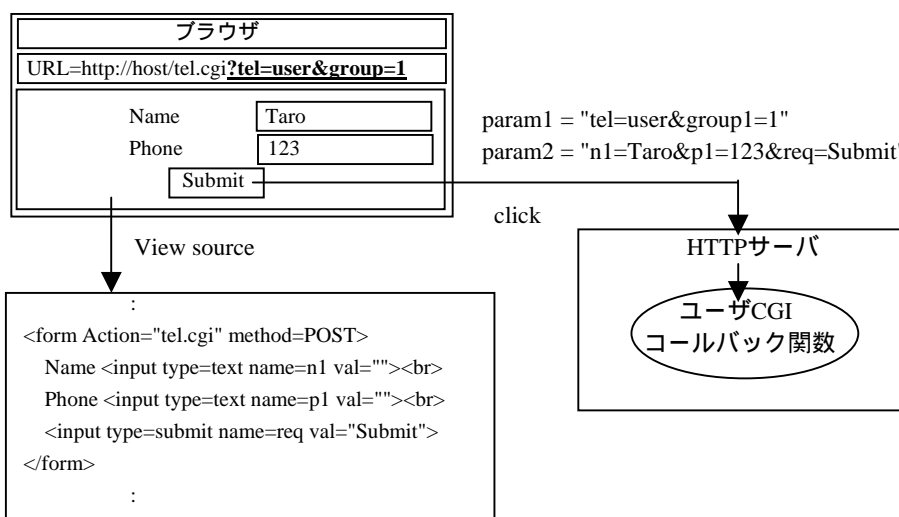 ブラウザ
URL=http://host/tel.cgi?tel=user&group=1
Name Taro
Phone 123
Submit
param1 = "tel=user&group1=1"
param2 = "n1=Taro&p1=123&req=Submit"
click
View source
HTTPサーバ
ユーザCGI
コールバック関数
:
<form Action="tel.cgi" method=POST>
Name <input type=text name=n1 val=""><br>
Phone <input type=text name=p1 val=""><br>
<input type=submit name=req val="Submit">
</form>
: